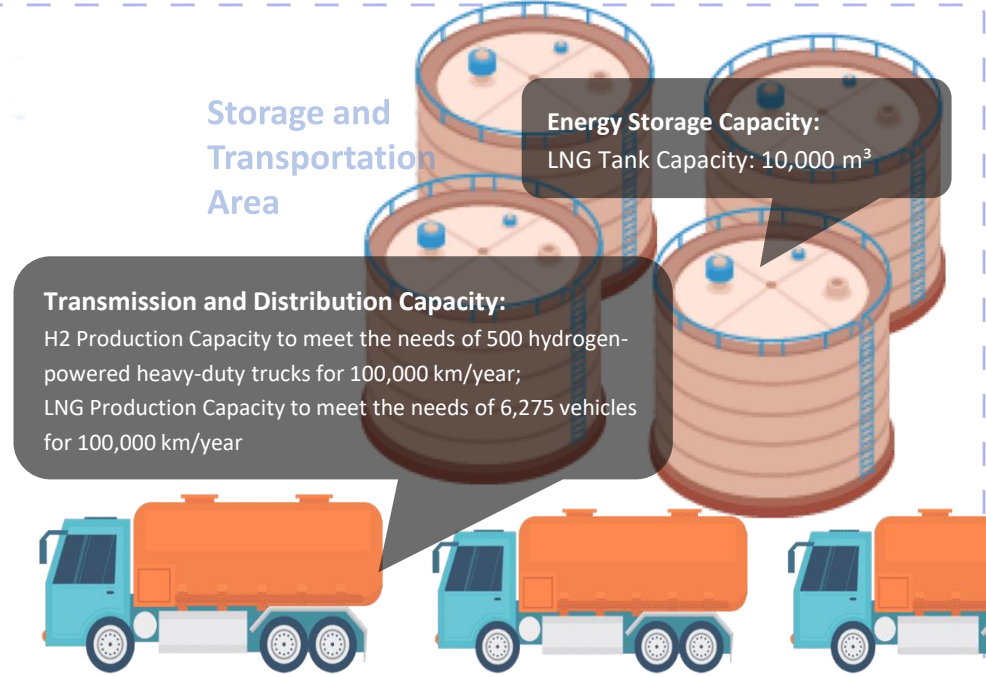 Storage and
Transportation
Area
Energy Storage Capacity:
LNG Tank Capacity: 10,000 m³
Transmission and Distribution Capacity:
H2 Production Capacity to meet the needs of 500 hydrogen-
powered heavy-duty trucks for 100,000 km/year;
LNG Production Capacity to meet the needs of 6,275 vehicles
for 100,000 km/year